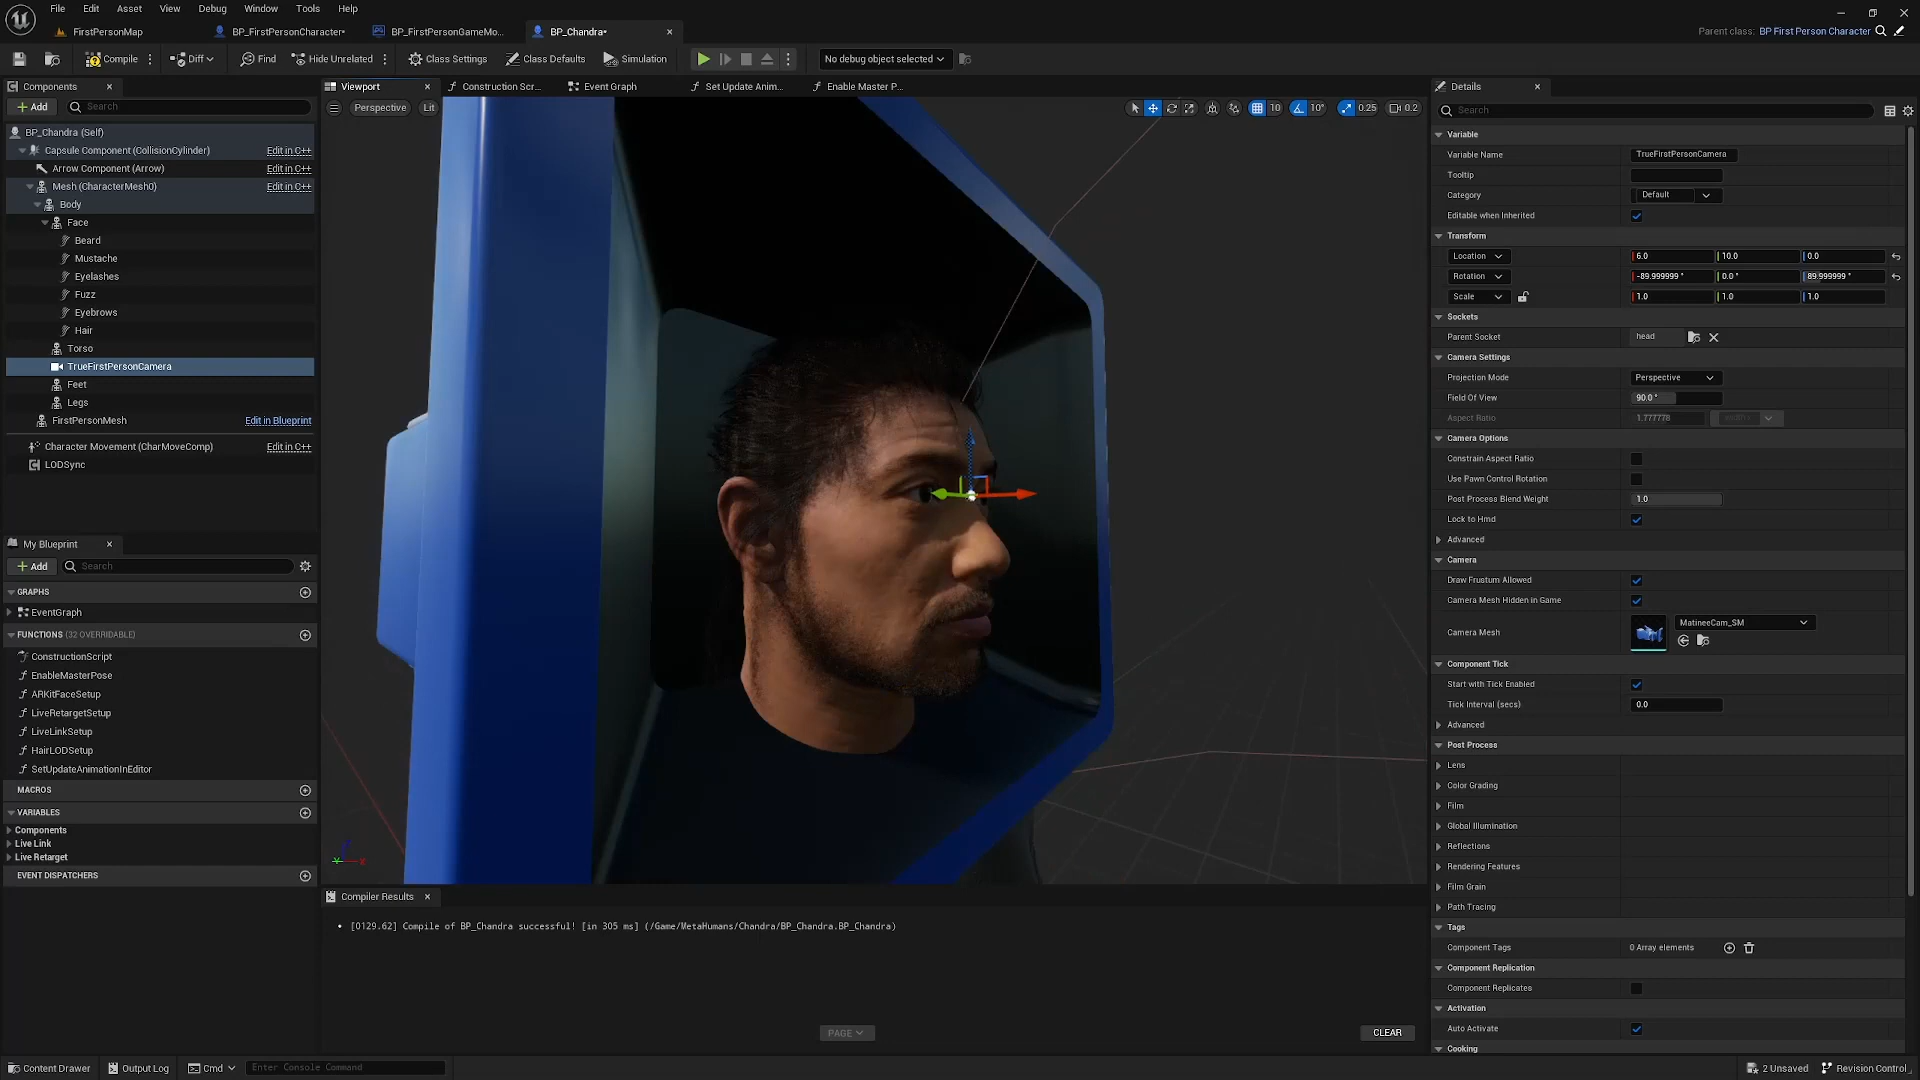 File Edit Asset View Debug Window Tools Help
FirstPersonMap BP_FirstPersonCharacter• BP_FirstPersonGameMo... BP_Chandra•
Parent class: BP First Person Character
Compile Diff Find Hide Unrelated Class Settings Class Defaults Simulation No debug object selected
Components
Add Search
BP_Chandra (Self)
Capsule Component (CollisionCylinder) Edit in C++
Arrow Component (Arrow) Edit in C++
Mesh (CharacterMesh0) Edit in C++
Body
Face
Beard
Mustache
Eyelashes
Fuzz
Eyebrows
Hair
Torso
TrueFirstPersonCamera
Feet
Legs
FirstPersonMesh Edit in Blueprint
Character Movement (CharMoveComp) Edit in C++
LODSync
My Blueprint
Add Search
GRAPHS
EventGraph
FUNCTIONS (32 OVERRIDABLE)
ConstructionScript
EnableMasterPose
ARKitFaceSetup
LiveRetargetSetup
LiveLinkSetup
HairLODSetup
SetUpdateAnimationInEditor
MACROS
VARIABLES
Components
Live Link
Live Retarget
EVENT DISPATCHERS
Viewport Construction Scr... Event Graph Set Update Anim... Enable Master P...
Perspective Lit 10 10° 0.25 0.2
Z
Y X
Compiler Results
• [0129.62] Compile of BP_Chandra successful! [in 305 ms] (/Game/MetaHumans/Chandra/BP_Chandra.BP_Chandra)
PAGE CLEAR
Details
Search
Variable
Variable Name TrueFirstPersonCamera
Tooltip
Category Default
Editable when Inherited
Transform
Location 6.0 10.0 0.0
Rotation -89.999999 ° 0.0 ° 89.999999 °
Scale 1.0 1.0 1.0
Sockets
Parent Socket head
Camera Settings
Projection Mode Perspective
Field Of View 90.0 °
Aspect Ratio 1.777778
Camera Options
Constrain Aspect Ratio
Use Pawn Control Rotation
Post Process Blend Weight 1.0
Lock to Hmd
Advanced
Camera
Draw Frustum Allowed
Camera Mesh Hidden in Game
Camera Mesh MatineeCam_SM
Component Tick
Start with Tick Enabled
Tick Interval (secs) 0.0
Advanced
Post Process
Lens
Color Grading
Film
Global Illumination
Reflections
Rendering Features
Film Grain
Path Tracing
Tags
Component Tags 0 Array elements
Component Replication
Component Replicates
Activation
Auto Activate
Cooking
Content Drawer Output Log Cmd Enter Console Command 2 Unsaved Revision Control